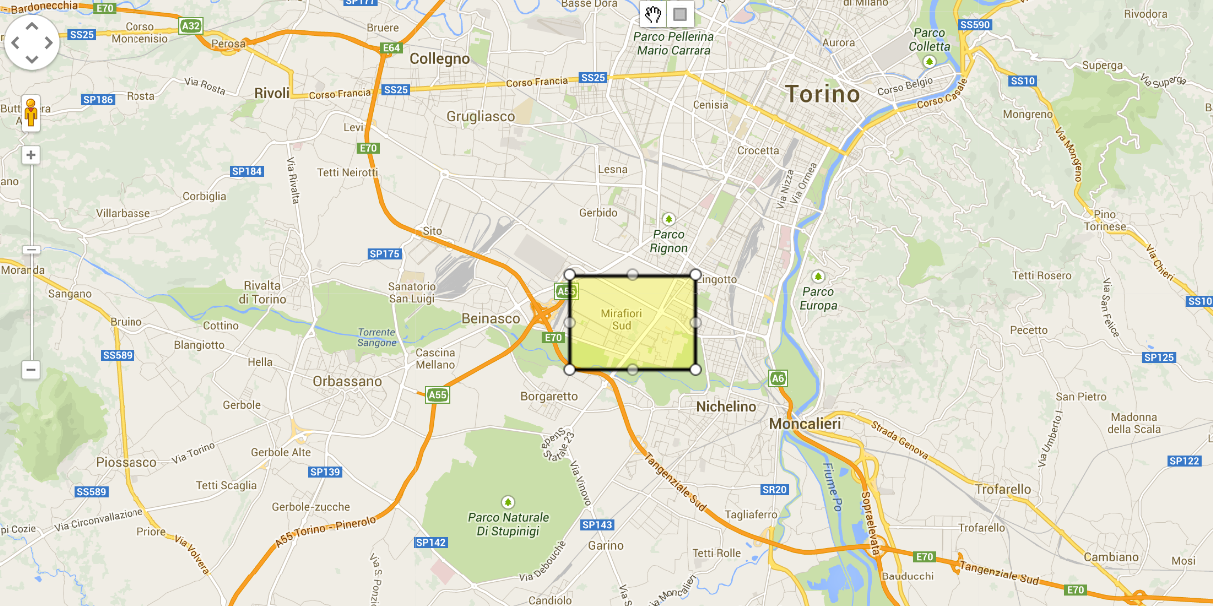 Bardonecchia
E70
SP177
Basse Dora
di Milano
Rivodora
SS25
Corso
Moncenisio
A32
Perosa
Bruere
E64
Parco Pellerina
Mario Carrara
Aurora
Parco
Colletta
SS590
Collegno
Superga
Via Superga
SP186
Rosta
Via Rosta
Rivoli
Corso Francia
SS25
Corso Francia
SS25
Cenisia
Torino
Corso Belgio
Corso Casale
SS10
Mongreno
Via Mongreno
Grugliasco
Levi
E70
Crocetta
SP184
Tetti Neirotti
Via Rivalta
Lesna
Via Nizza
Via Ormea
Corbiglia
Villarbasse
Gerbido
Sito
Parco
Rignon
Pino
Torinese
Via Chieri
SP175
Moranda
Sangano
Rivalta
di Torino
Sanatorio
San Luigi
A55
Lingotto
Parco
Europa
Tetti Rosero
Via San Felice
SS10
Bruino
Cottino
Blangiotto
Torrente
Sangone
Beinasco
E70
Mirafiori
Sud
Pecetto
SS589
Hella
Cascina
Mellano
SP125
Orbassano
A55
Borgaretto
A6
Nichelino
Moncalieri
San Pietro
Madonna
della Scala
Gerbole
Strada Genova
Via Umberto I
Piossasco
Via Torino
Gerbole Alte
SP139
Statale 23
Via Vinovo
Tangenziale Sud
Fiume Po
SP122
SS589
Tetti Scaglia
Gerbole-zucche
Parco Naturale
Di Stupinigi
SR20
Sopraelevata
Trofarello
pi Cozie
Via Circonvallazione
Priore
Via Volvera
A55 Torino - Pinerolo
SP142
SP143
Garino
Tagliaferro
Tetti Rolle
Trofarello
E70
Tangenziale Sud
Cambiano
Mosi
Via Debouche
Candiolo
Bauducchi
E70